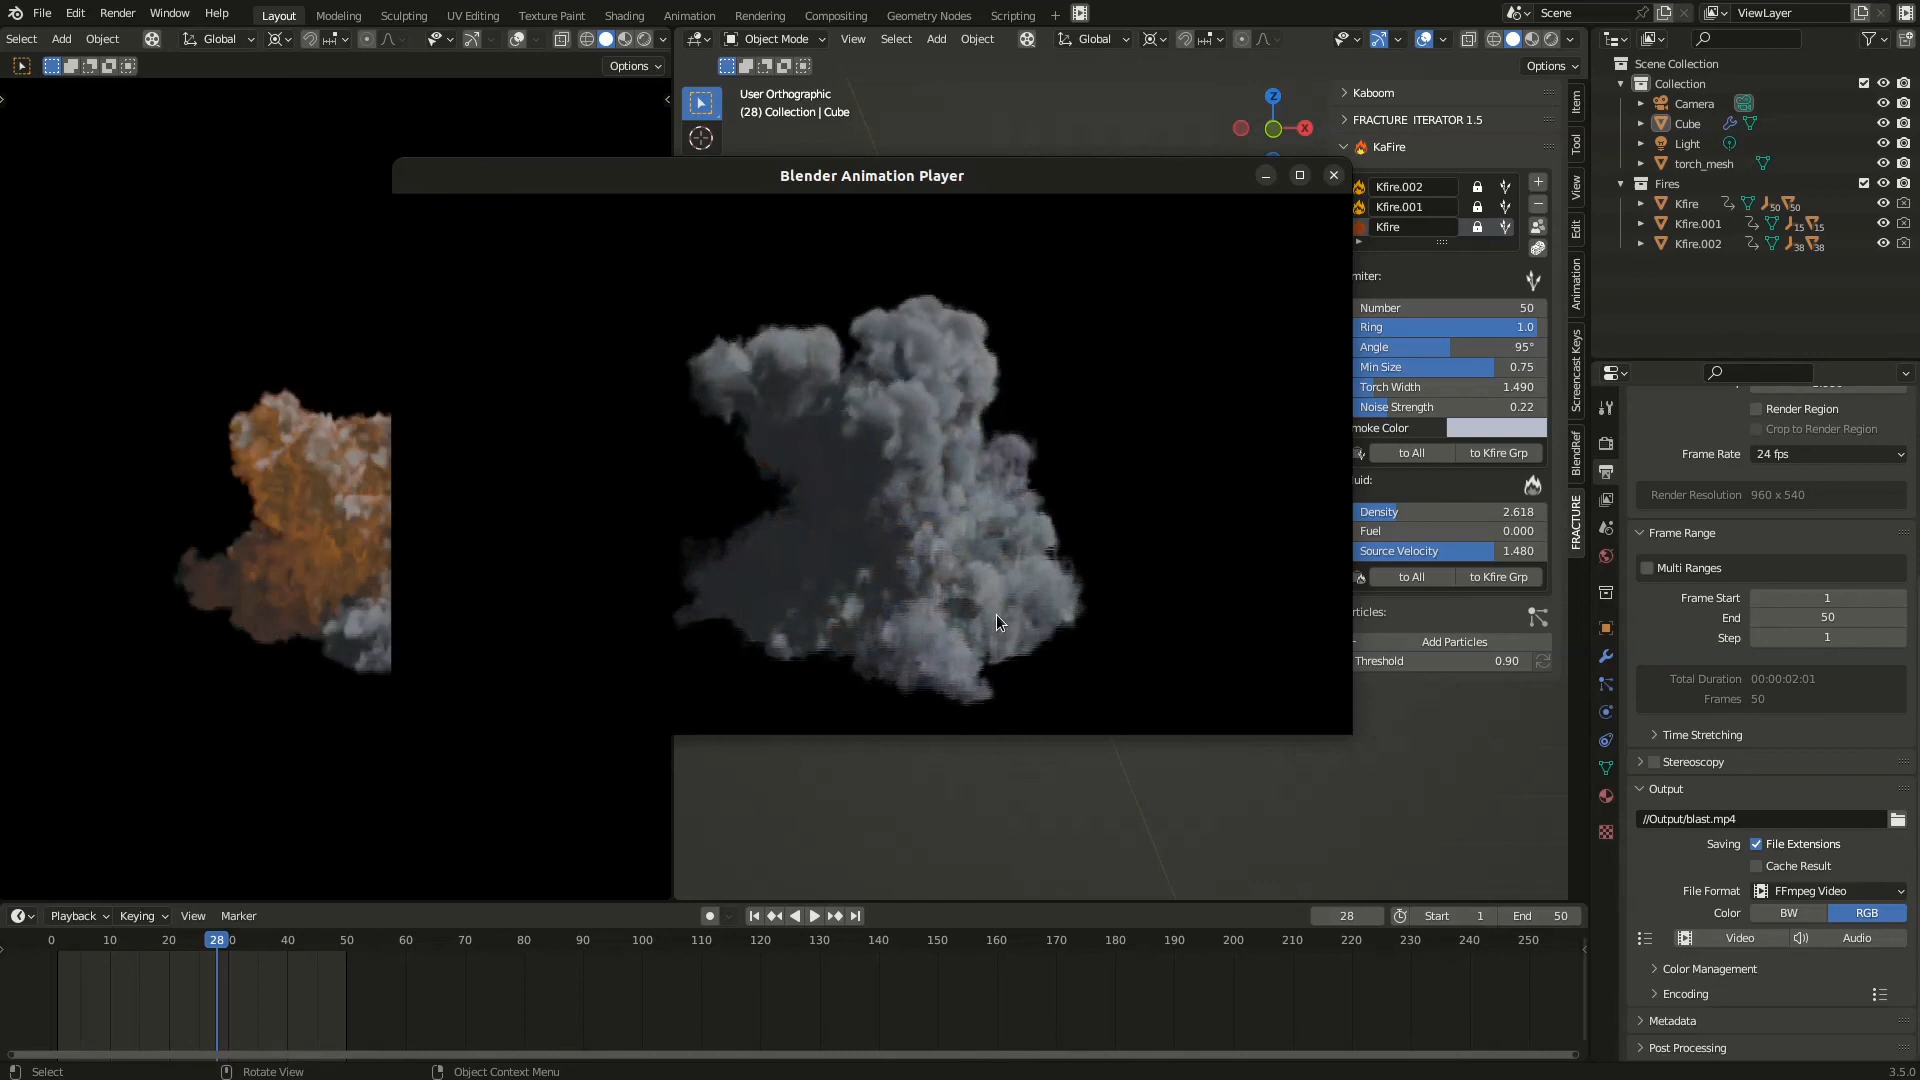 File Edit Render Window Help Layout Modeling Sculpting UV Editing Texture Paint Shading Animation Rendering Compositing Geometry Nodes Scripting + Scene ViewLayer
Select Add Object Global Object Mode View Select Add Object Global
Options Options
User Orthographic
(28) Collection | Cube
Z
X
Blender Animation Player
Kaboom
FRACTURE ITERATOR 1.5
KaFire
Kfire.002
Kfire.001
Kfire
miter:
Number 50
Ring 1.0
Angle 95°
Min Size 0.75
Torch Width 1.490
Noise Strength 0.22
moke Color
to All to Kfire Grp
uid:
Density 2.618
Fuel 0.000
Source Velocity 1.480
to All to Kfire Grp
rticles:
Add Particles
Threshold 0.90
Item
Tool
View
Edit
Animation
Screencast Keys
BlendRef
FRACTURE
Scene Collection
Collection
Camera
Cube
Light
torch_mesh
Fires
Kfire 50 50
Kfire.001 15 15
Kfire.002 38 38
Render Region
Crop to Render Region
Frame Rate 24 fps
Render Resolution 960 x 540
Frame Range
Multi Ranges
Frame Start 1
End 50
Step 1
Total Duration 00:00:02:01
Frames 50
Time Stretching
Stereoscopy
Output
//Output/blast.mp4
Saving File Extensions
Cache Result
File Format FFmpeg Video
Color BW RGB
Video Audio
Color Management
Encoding
Metadata
Post Processing
Playback Keying View Marker 28 Start 1 End 50
0 10 20 28 0 40 50 60 70 80 90 100 110 120 130 140 150 160 170 180 190 200 210 220 230 240 250
Select Rotate View Object Context Menu 3.5.0